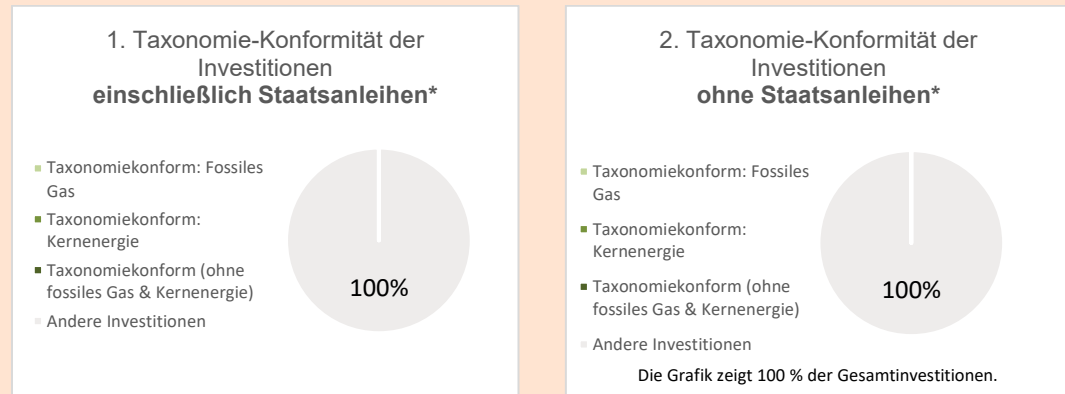 1. Taxonomie-Konformität der
Investitionen
einschließlich Staatsanleihen*
Taxonomiekonform: Fossiles
Gas
Taxonomiekonform:
Kernenergie
Taxonomiekonform (ohne
fossiles Gas & Kernenergie)
Andere Investitionen
100%
2. Taxonomie-Konformität der
Investitionen
ohne Staatsanleihen*
Taxonomiekonform: Fossiles
Gas
Taxonomiekonform:
Kernenergie
Taxonomiekonform (ohne
fossiles Gas & Kernenergie)
Andere Investitionen
100%
Die Grafik zeigt 100 % der Gesamtinvestitionen.